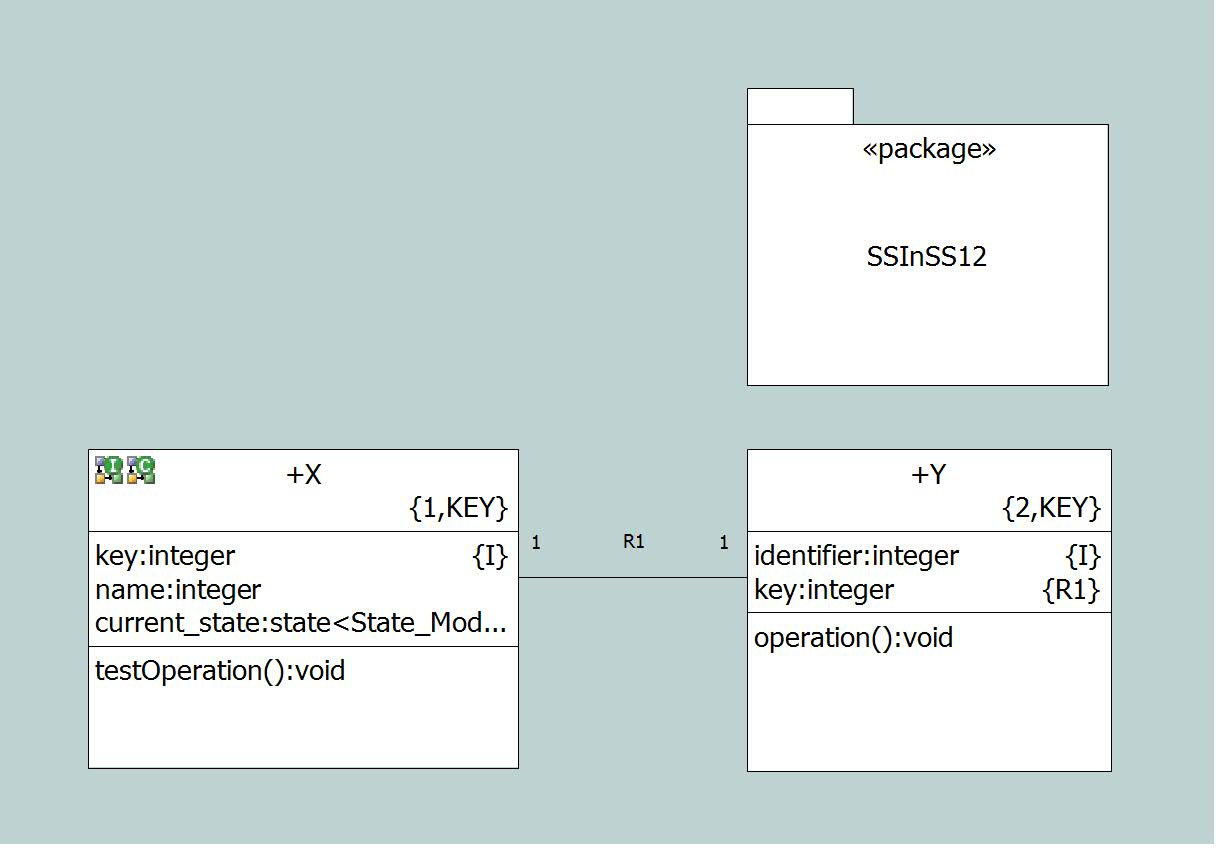 «package»
SSInSS12
I C
+X
{1,KEY}
key:integer {I}
name:integer
current_state:state<State_Mod...
testOperation():void
1 R1 1
+Y
{2,KEY}
identifier:integer {I}
key:integer {R1}
operation():void